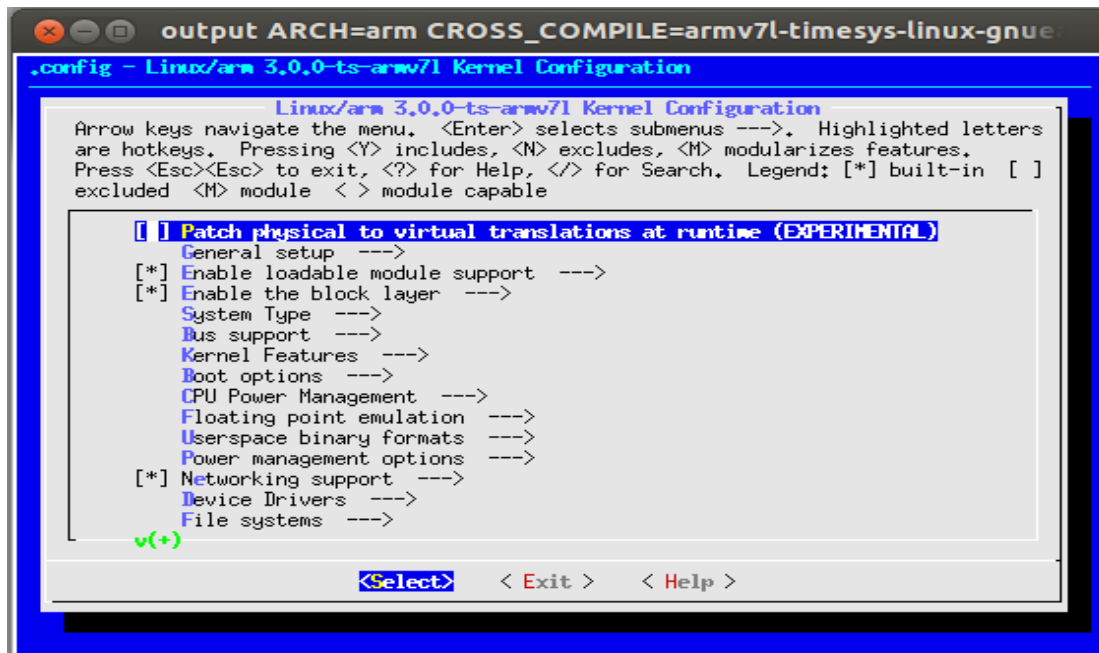 output ARCH=arm CROSS_COMPILE=armv7l-timesys-linux-gnue
.config - Linux/arm 3.0.0-ts-armv7l Kernel Configuration
Linux/arm 3.0.0-ts-armv7l Kernel Configuration
Arrow keys navigate the menu.  <Enter> selects submenus --->.  Highlighted letters
are hotkeys.  Pressing <Y> includes, <N> excludes, <M> modularizes features.
Press <Esc><Esc> to exit, <?> for Help, </> for Search.  Legend: [*] built-in  [ ]
excluded  <M> module  < > module capable
[ ] Patch physical to virtual translations at runtime (EXPERIMENTAL)
General setup  --->
[*] Enable loadable module support  --->
[*] Enable the block layer  --->
System Type  --->
Bus support  --->
Kernel Features  --->
Boot options  --->
CPU Power Management  --->
Floating point emulation  --->
Userspace binary formats  --->
Power management options  --->
[*] Networking support  --->
Device Drivers  --->
File systems  --->
v(+)
<Select>    < Exit >    < Help >